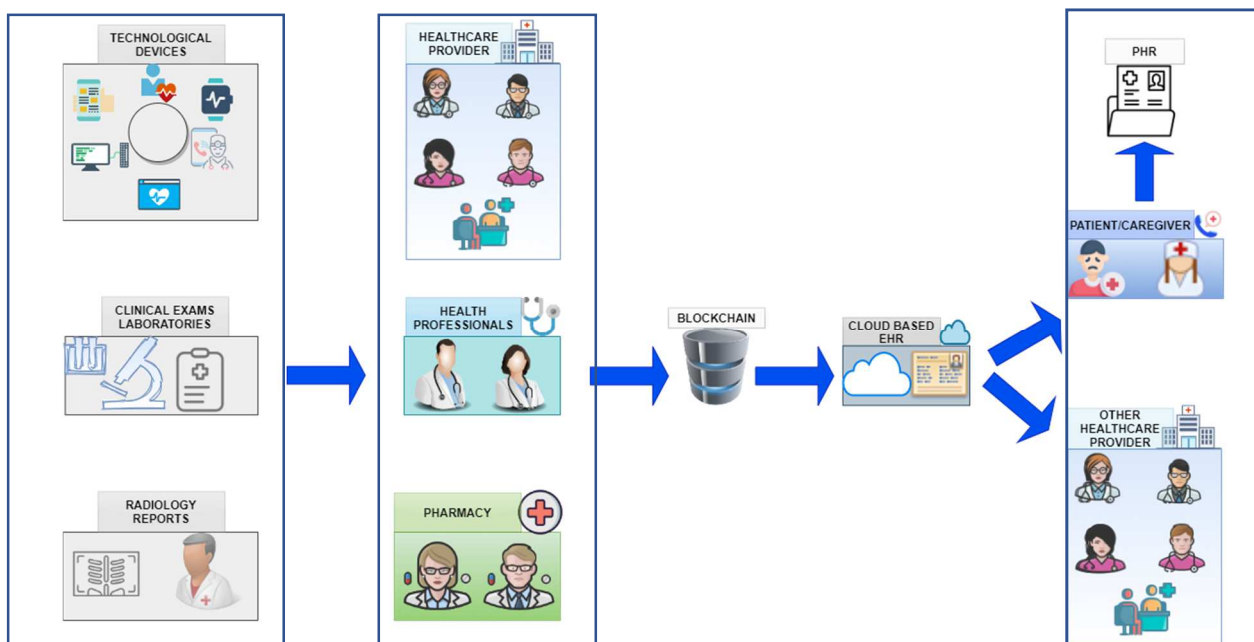 TECHNOLOGICAL
DEVICES
CLINICAL EXAMS
LABORATORIES
RADIOLOGY
REPORTS
HEALTHCARE
PROVIDER
HEALTH
PROFESSIONALS
PHARMACY
BLOCKCHAIN
CLOUD BASED
EHR
PHR
PATIENT/CAREGIVER
OTHER
HEALTHCARE
PROVIDER